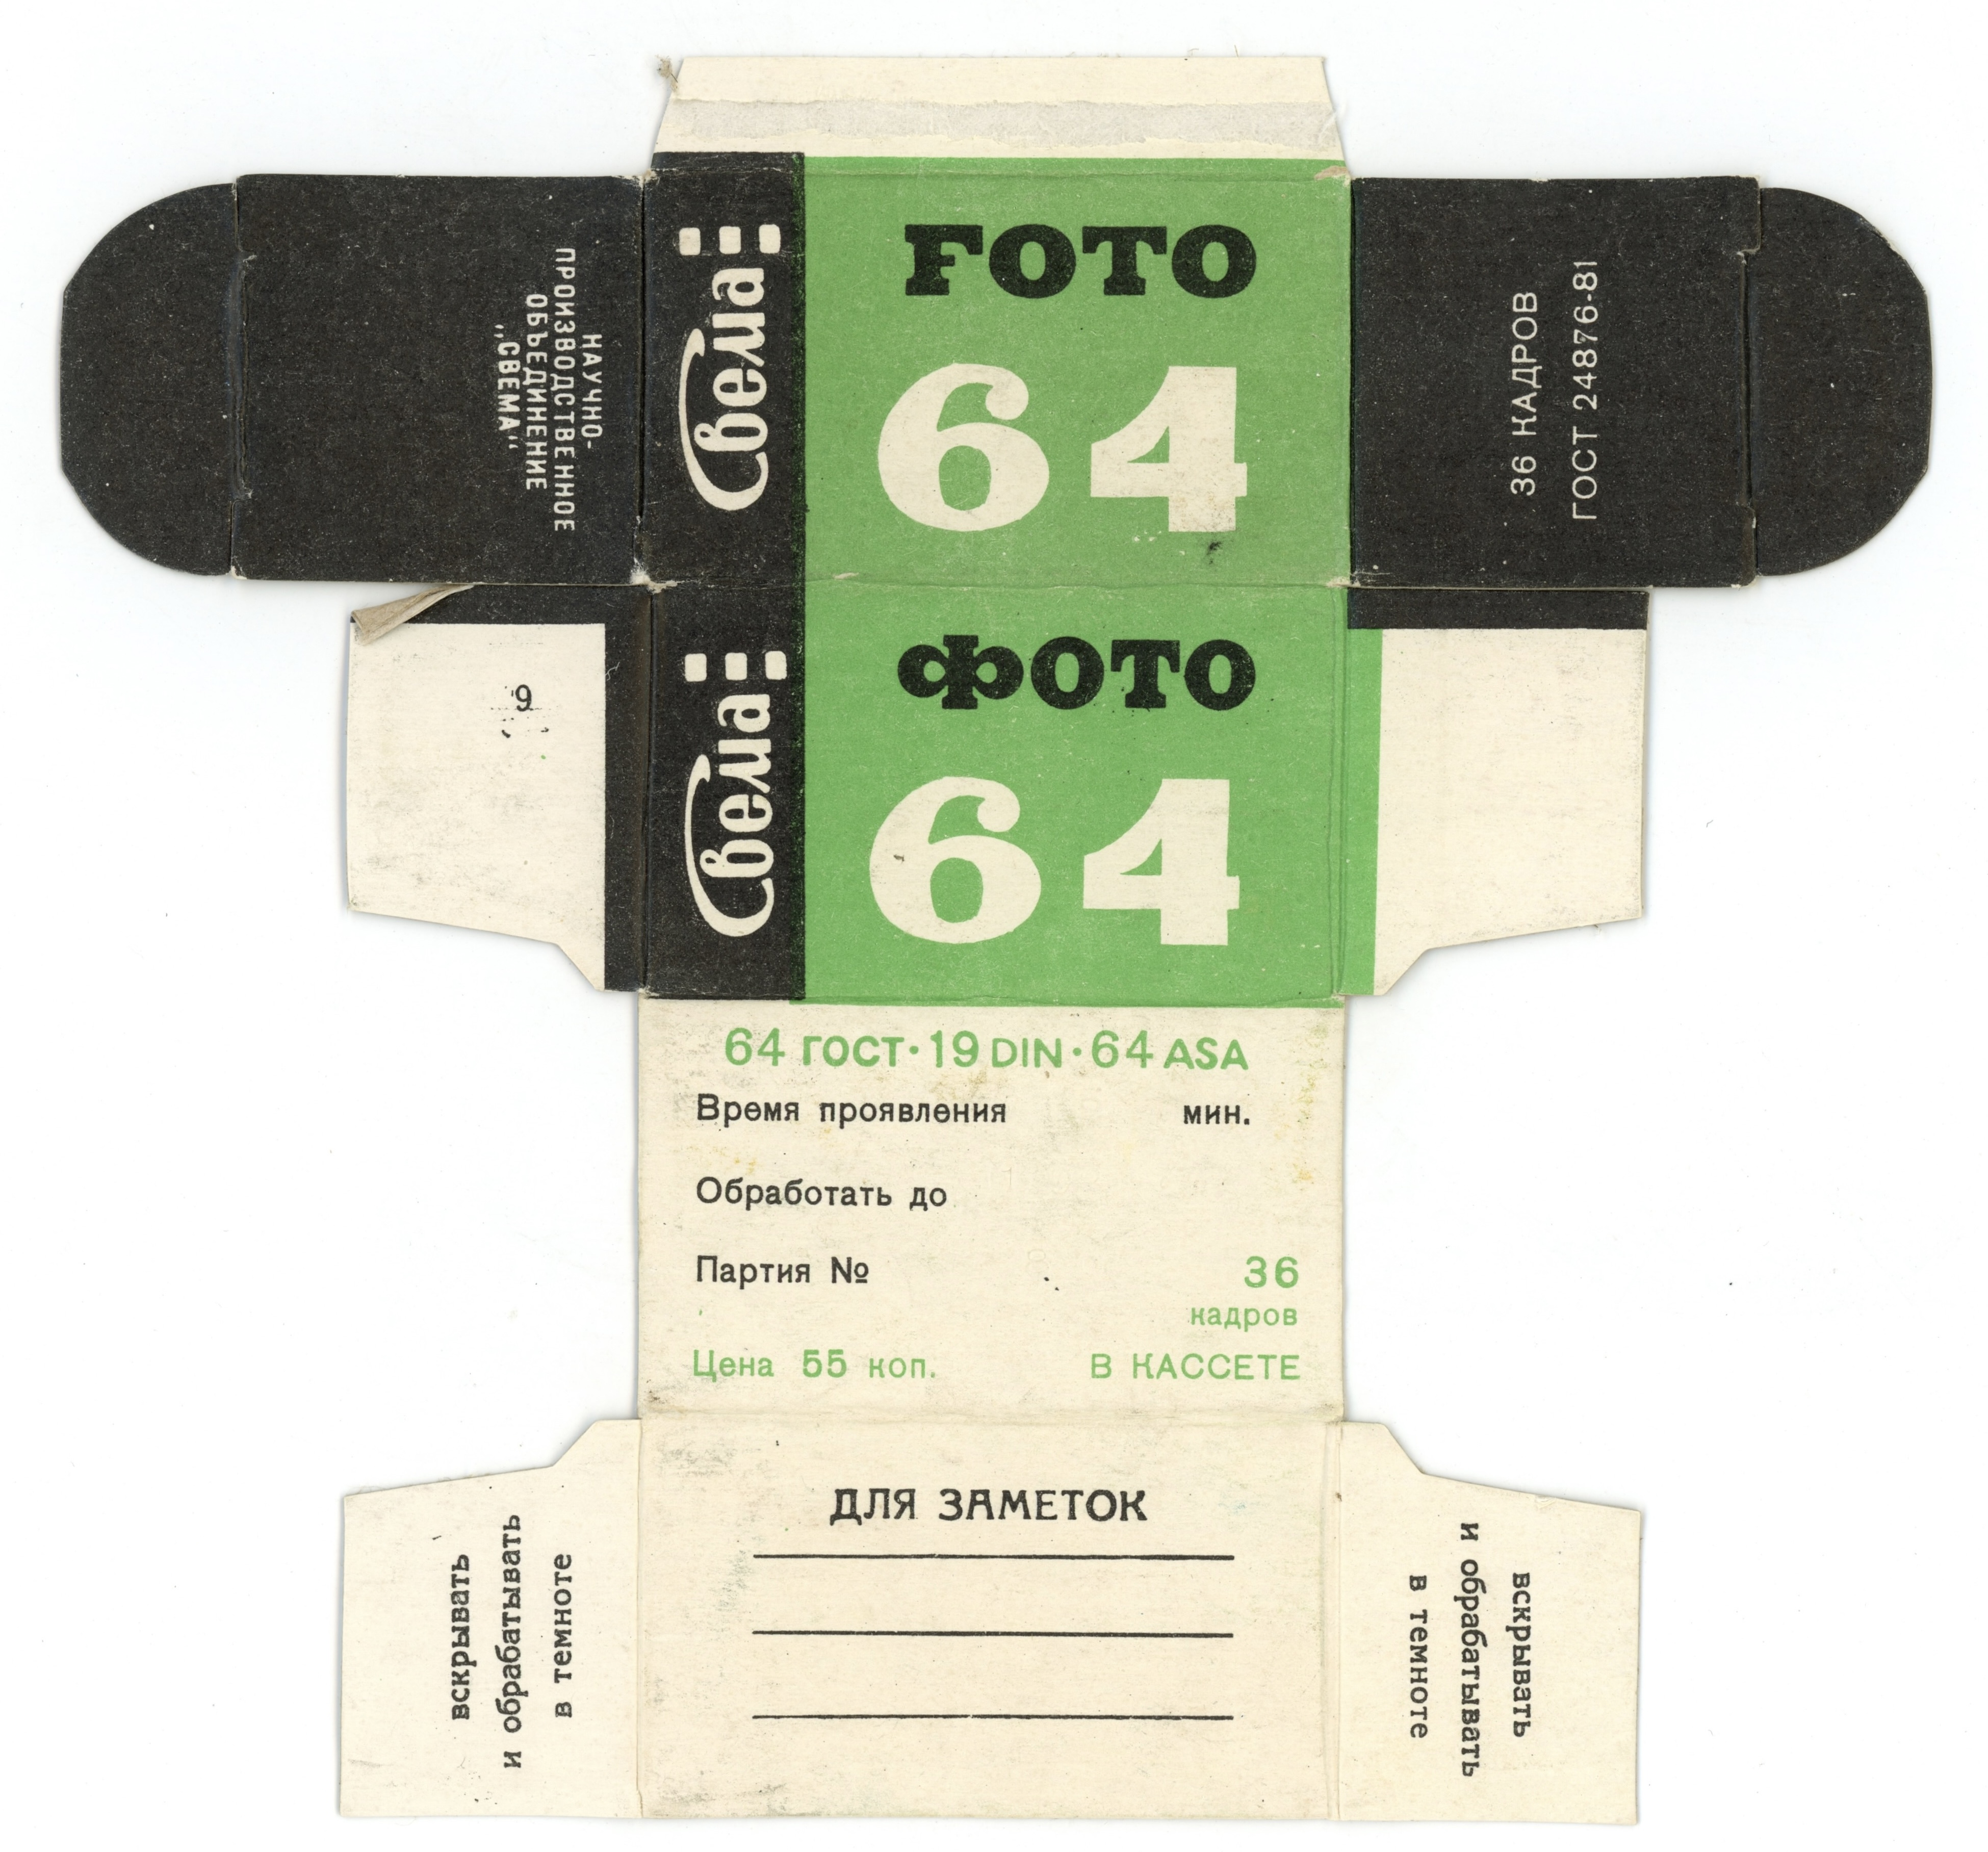 FOTO
64
Свема
НАУЧНО-
ПРОИЗВОДСТВЕННОЕ
ОБЪЕДИНЕНИЕ
„СВЕМА“
36 КАДРОВ
ГОСТ 24876-81
ФОТО
64
Свема
9
64 ГОСТ·19 DIN·64 ASA
Время проявления мин.
Обработать до
Партия № 36
кадров
Цена 55 коп. В КАССЕТЕ
ДЛЯ ЗАМЕТОК
вскрывать
и обрабатывать
в темноте
вскрывать
и обрабатывать
в темноте